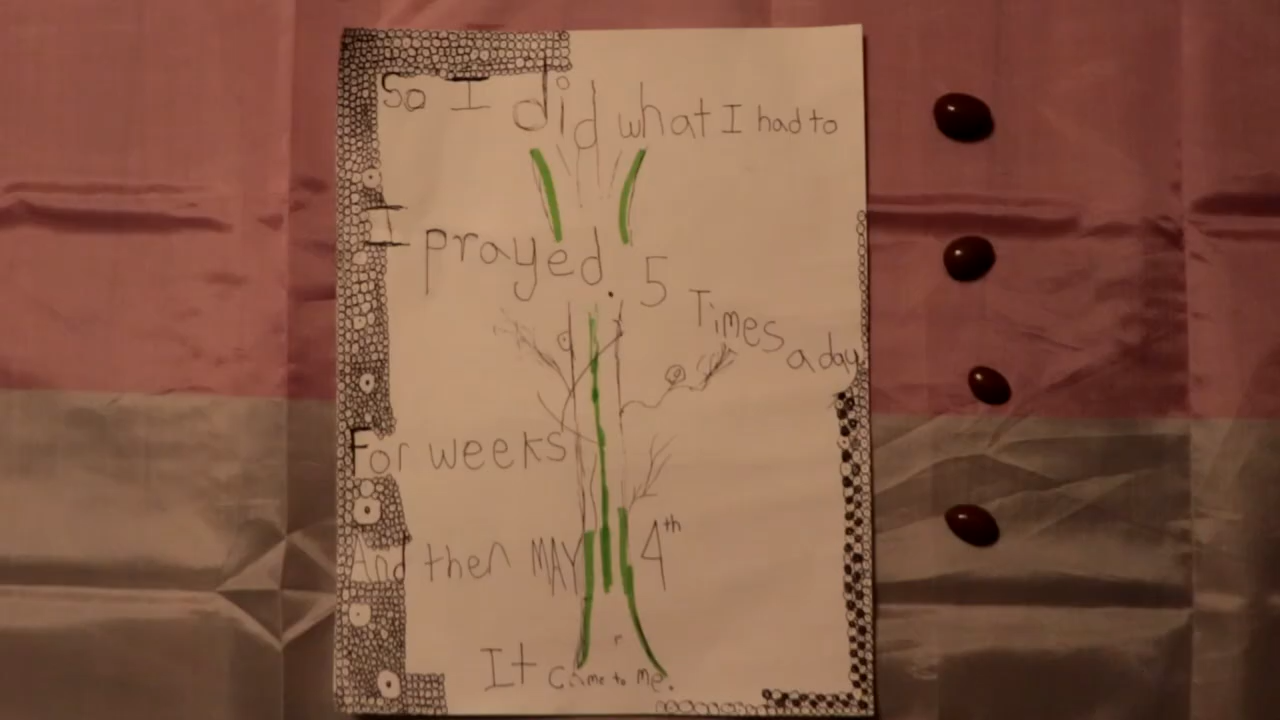 So I did what I had to
I prayed. 5
Times
a day
For weeks
And then MAY 4th
It came to me.